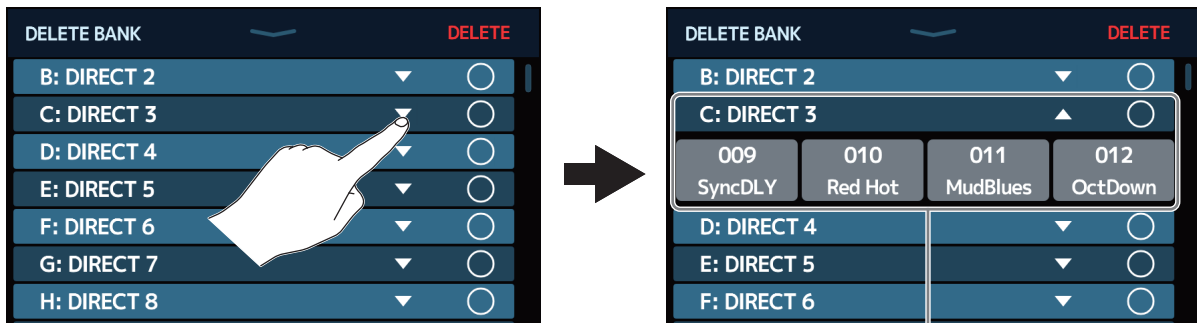 DELETE BANK DELETE
B: DIRECT 2
C: DIRECT 3
D: DIRECT 4
E: DIRECT 5
F: DIRECT 6
G: DIRECT 7
H: DIRECT 8
DELETE BANK DELETE
B: DIRECT 2
C: DIRECT 3
009 010 011 012
SyncDLY Red Hot MudBlues OctDown
D: DIRECT 4
E: DIRECT 5
F: DIRECT 6